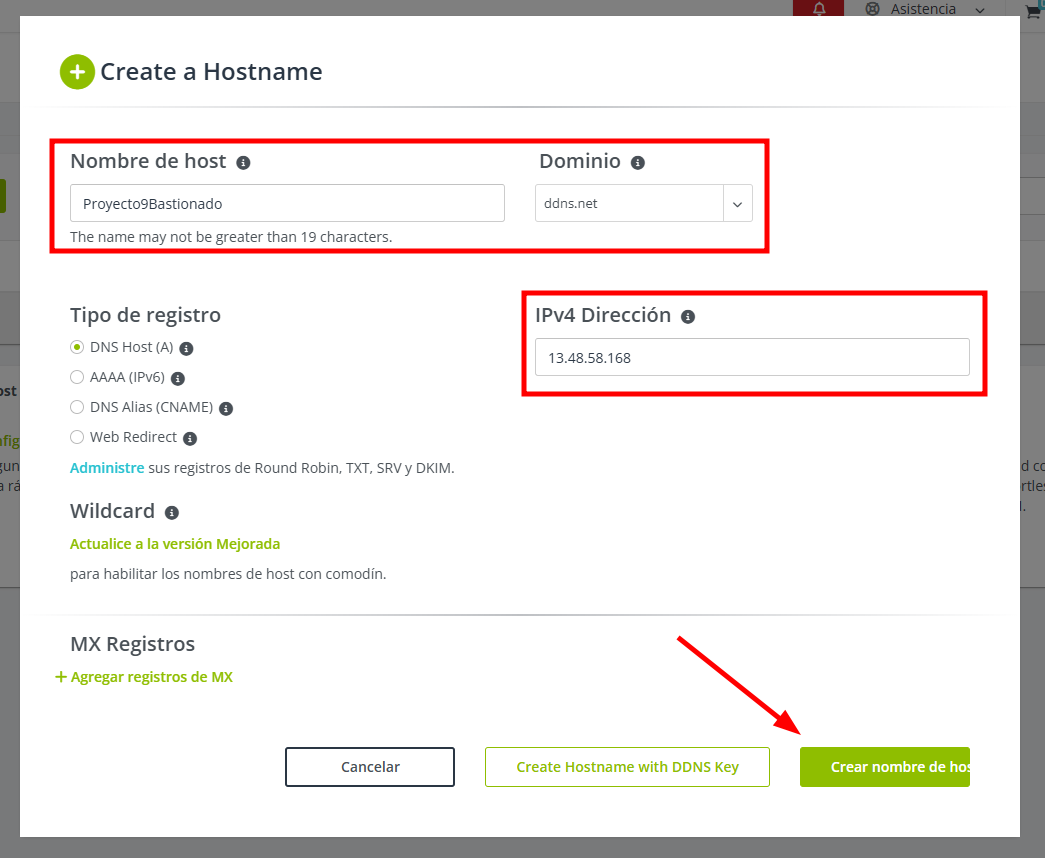 Asistencia
Create a Hostname
Nombre de host
Dominio
Proyecto9Bastionado
ddns.net
The name may not be greater than 19 characters.
Tipo de registro
IPv4 Dirección
DNS Host (A)
13.48.58.168
AAAA (IPv6)
DNS Alias (CNAME)
Web Redirect
Administre sus registros de Round Robin, TXT, SRV y DKIM.
Wildcard
Actualice a la versión Mejorada
para habilitar los nombres de host con comodín.
MX Registros
+ Agregar registros de MX
Cancelar
Create Hostname with DDNS Key
Crear nombre de hos